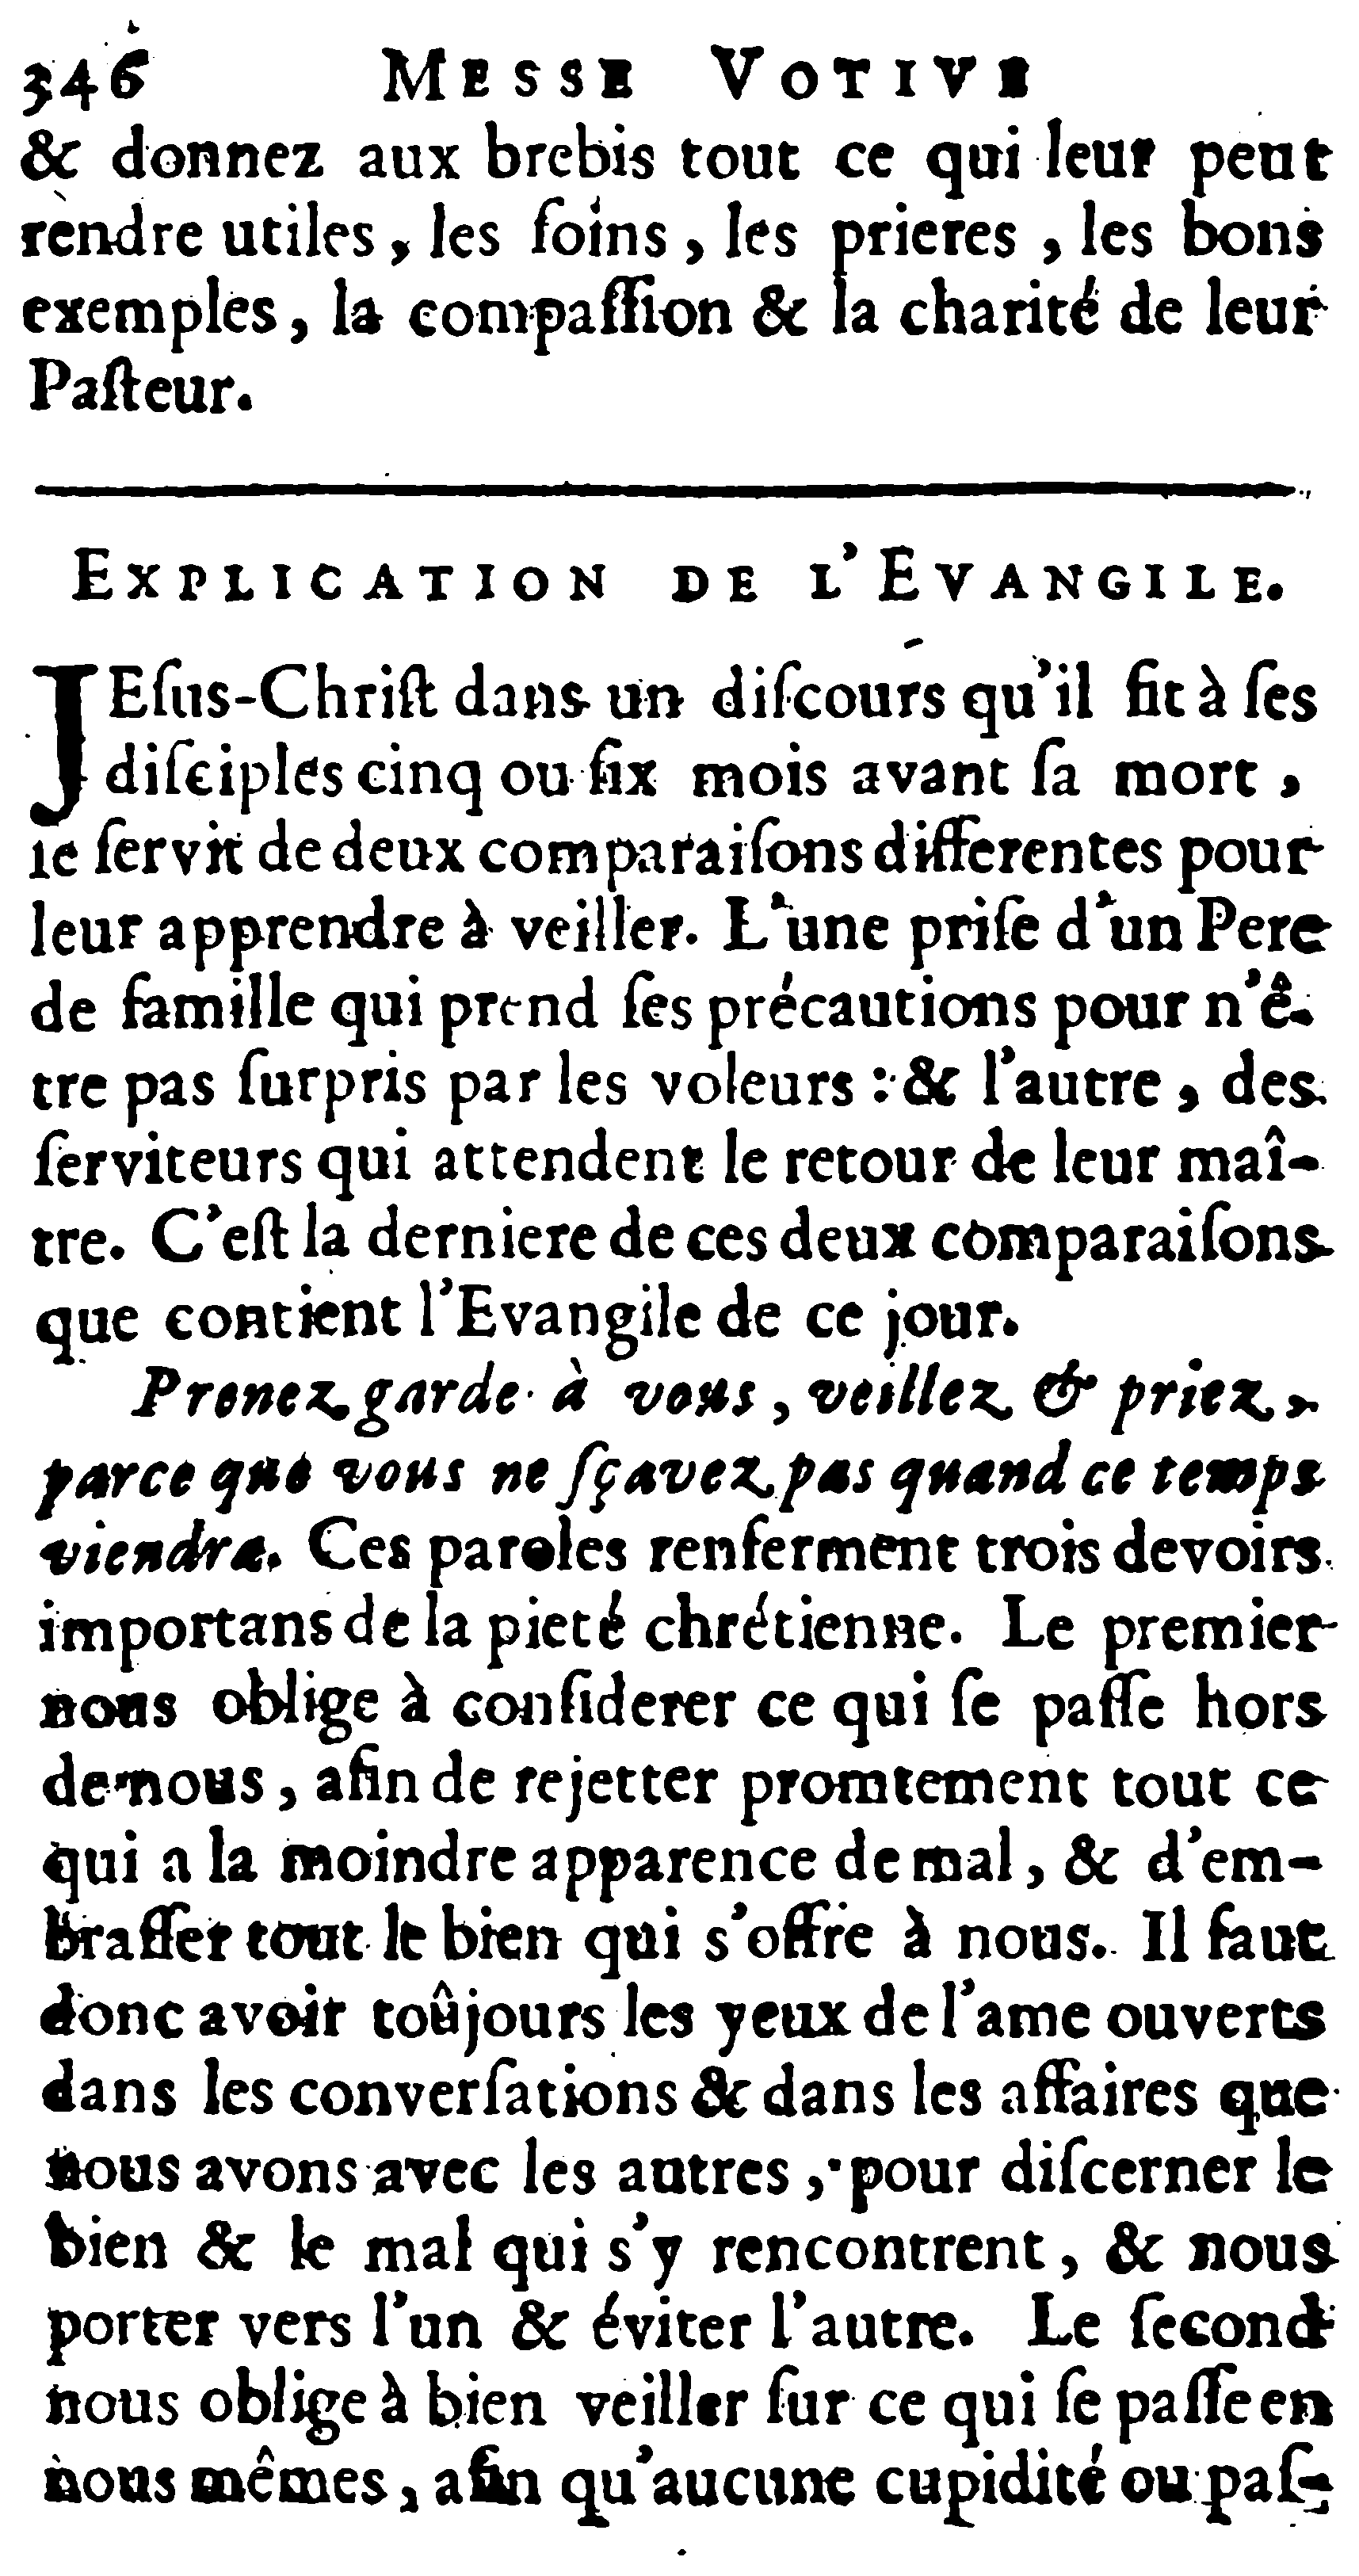 346 MESSE VOTIVE
& donnez aux brebis tout ce qui leur peut
rendre utiles, les ſoins, les prieres, les bons
exemples, la compaſſion & la charité de leur
Paſteur.
EXPLICATION DE L'EVANGILE.
JEſus-Chriſt dans un diſcours qu'il fit à ſes
diſciples cinq ou ſix mois avant ſa mort,
ſe ſervit de deux comparaiſons differentes pour
leur apprendre à veiller. L'une priſe d'un Pere
de famille qui prend ſes précautions pour n'ê-
tre pas ſurpris par les voleurs : & l'autre, des
ſerviteurs qui attendent le retour de leur maî-
tre. C'eſt la derniere de ces deux comparaiſons
que contient l'Evangile de ce jour.
Prenez garde à vous, veillez & priez,
parce que vous ne ſçavez pas quand ce temps
viendra. Ces paroles renferment trois devoirs
importans de la pieté chrétienne. Le premier
nous oblige à conſiderer ce qui ſe paſſe hors
de nous, afin de rejetter promtement tout ce
qui a la moindre apparence de mal, & d'em-
braſſer tout le bien qui s'offre à nous. Il faut
donc avoir toûjours les yeux de l'ame ouverts
dans les converſations & dans les affaires que
nous avons avec les autres, pour diſcerner le
bien & le mal qui s'y rencontrent, & nous
porter vers l'un & éviter l'autre. Le ſecond
nous oblige à bien veiller ſur ce qui ſe paſſe en
nous mêmes, afin qu'aucune cupidité ou paſ-